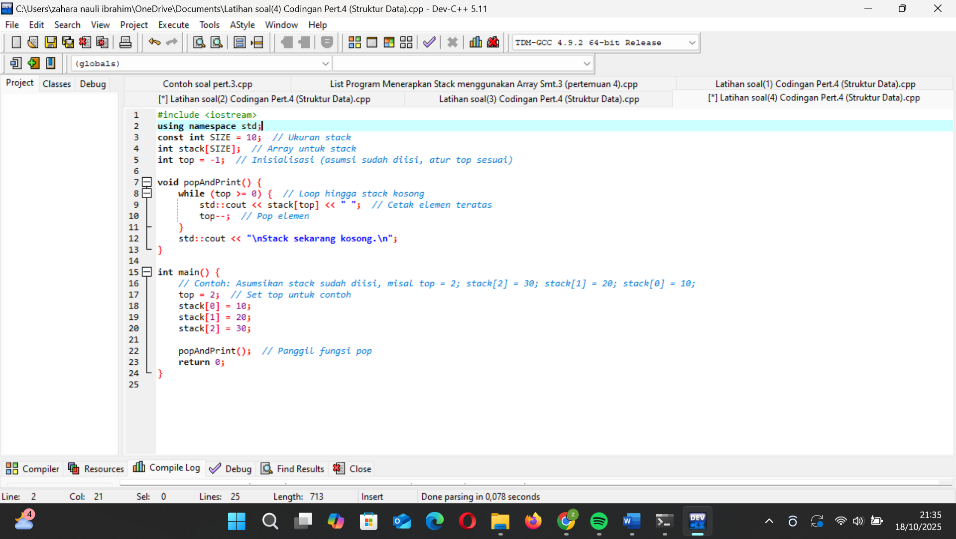 C:\Users\zahara nauli ibrahim\OneDrive\Documents\Latihan soal(4) Codingan Pert.4 (Struktur Data).cpp - Dev-C++ 5.11
File Edit Search View Project Execute Tools AStyle Window Help
TDM-GCC 4.9.2 64-bit Release
(globals)
Project Classes Debug
Contoh soal pert.3.cpp List Program Menerapkan Stack menggunakan Array Smt.3 (pertemuan 4).cpp Latihan soal(1) Codingan Pert.4 (Struktur Data).cpp
[*] Latihan soal(2) Codingan Pert.4 (Struktur Data).cpp Latihan soal(3) Codingan Pert.4 (Struktur Data).cpp [*] Latihan soal(4) Codingan Pert.4 (Struktur Data).cpp
1 #include <iostream>
2 using namespace std;
3 const int SIZE = 10; // Ukuran stack
4 int stack[SIZE]; // Array untuk stack
5 int top = -1; // Inisialisasi (asumsi sudah diisi, atur top sesuai)
6
7 void popAndPrint() {
8 while (top >= 0) { // Loop hingga stack kosong
9 std::cout << stack[top] << " "; // Cetak elemen teratas
10 top--; // Pop elemen
11 }
12 std::cout << "\nStack sekarang kosong.\n";
13 }
14
15 int main() {
16 // Contoh: Asumsikan stack sudah diisi, misal top = 2; stack[2] = 30; stack[1] = 20; stack[0] = 10;
17 top = 2; // Set top untuk contoh
18 stack[0] = 10;
19 stack[1] = 20;
20 stack[2] = 30;
21
22 popAndPrint(); // Panggil fungsi pop
23 return 0;
24 }
25
Compiler Resources Compile Log Debug Find Results Close
Line: 2 Col: 21 Sel: 0 Lines: 25 Length: 713 Insert Done parsing in 0,078 seconds
4
2
DEV
21:35
18/10/2025